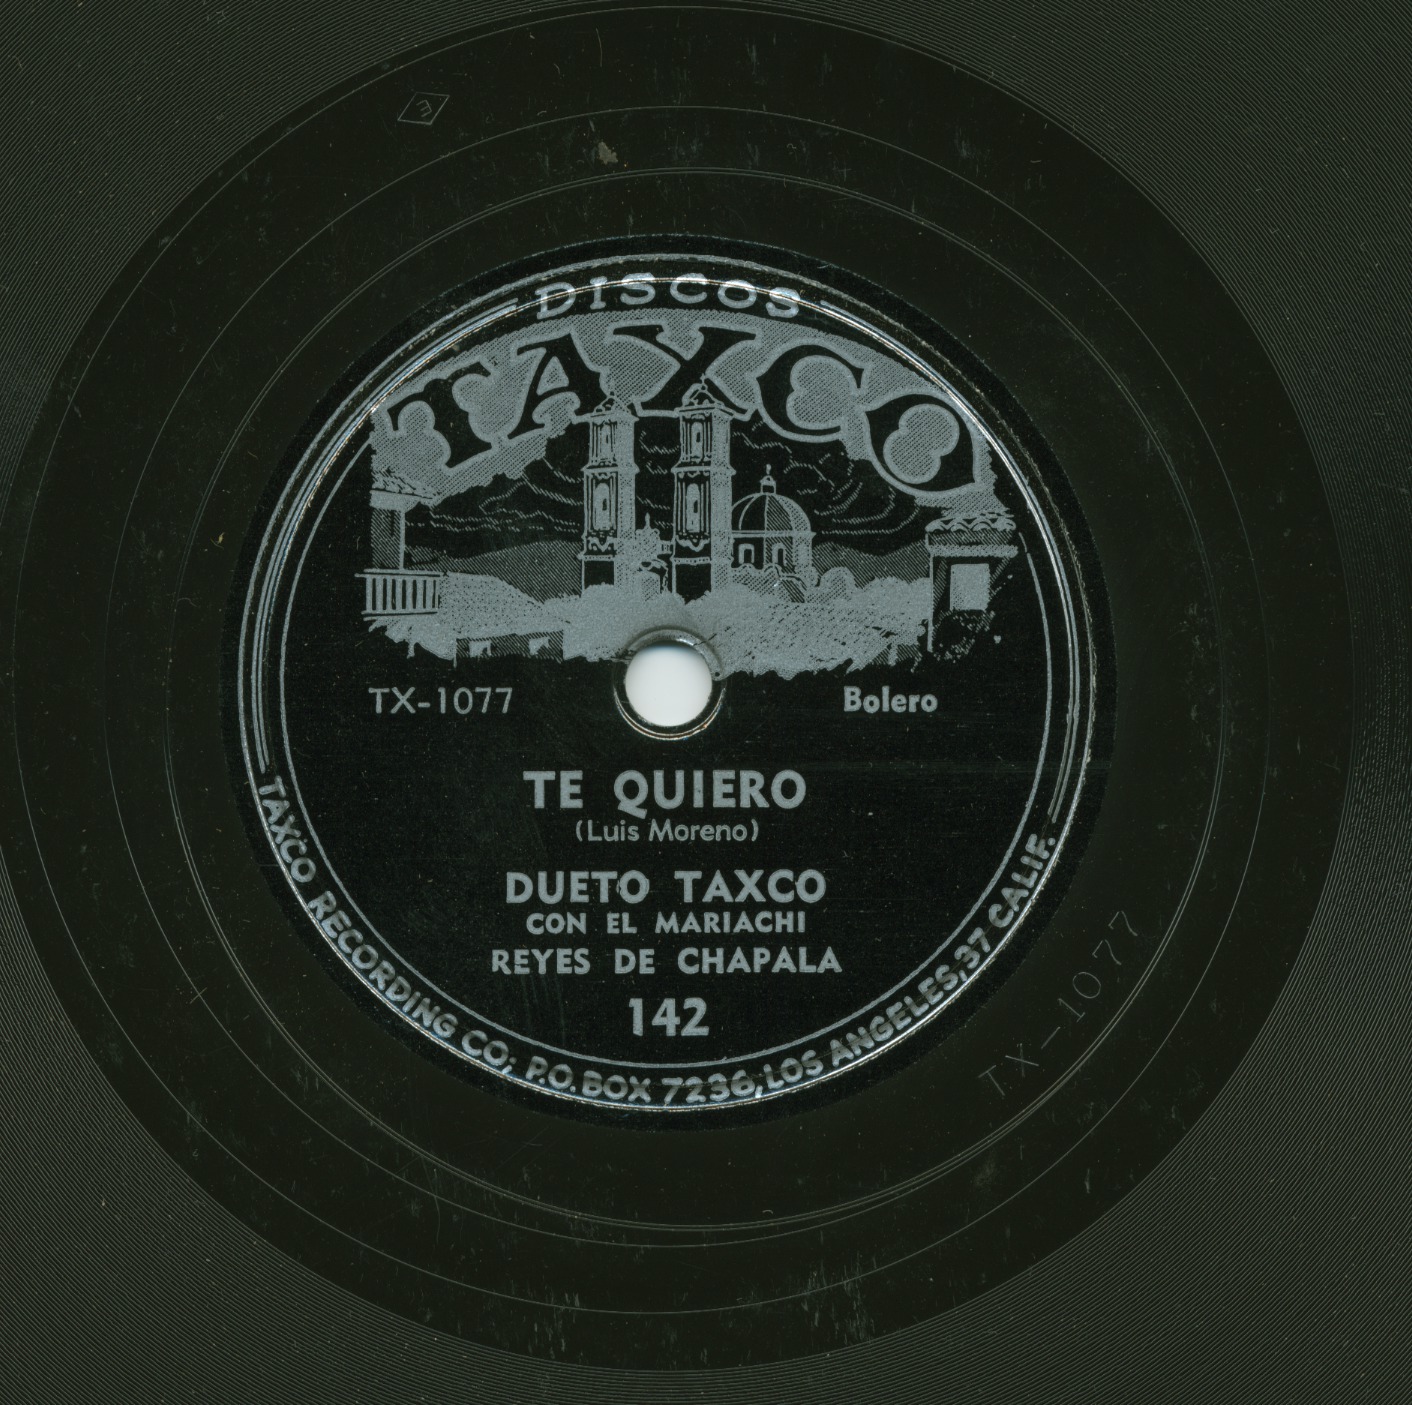 DISCOS
TAXCO
TX-1077
Bolero
TE QUIERO
(Luis Moreno)
DUETO TAXCO
CON EL MARIACHI
REYES DE CHAPALA
142
TAXCO RECORDING CO; P.O. BOX 7236, LOS ANGELES, 37 CALIF.
TX-1077